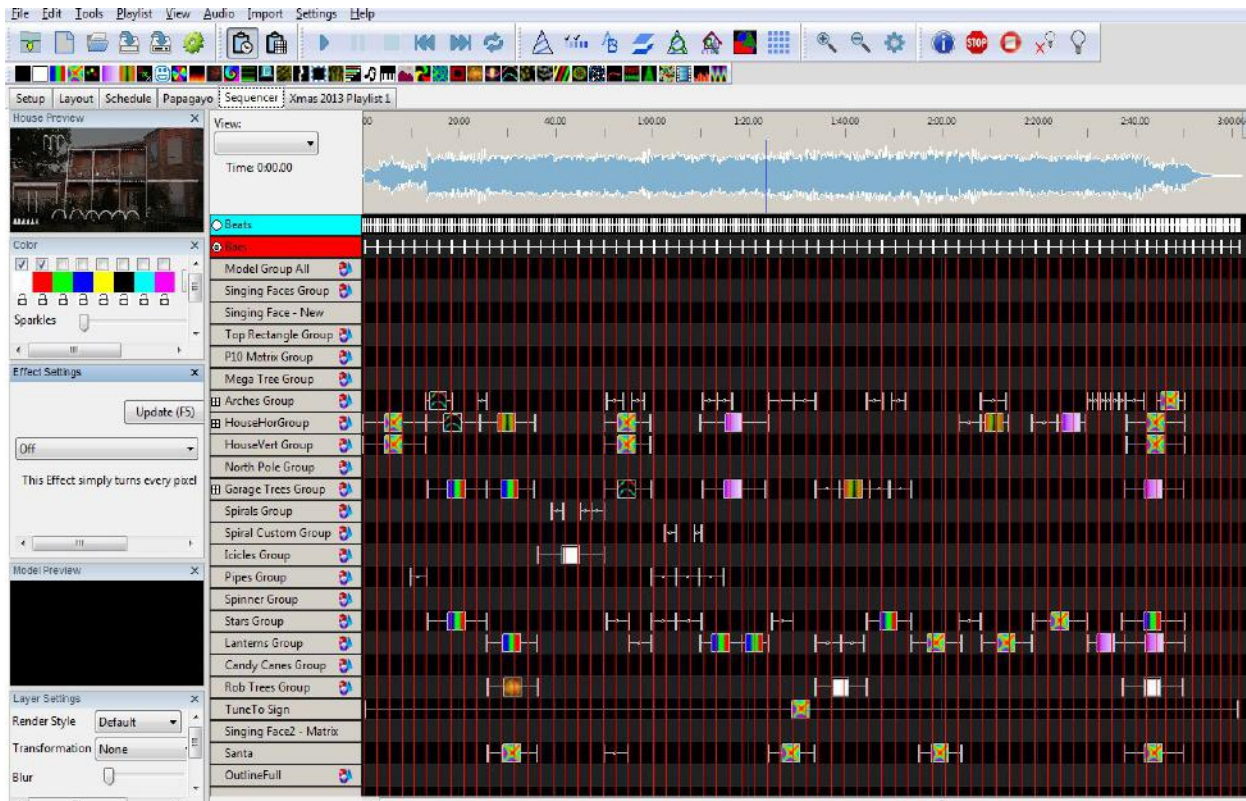 File Edit Tools Playlist View Audio Import Settings Help
Setup Layout Schedule Papagayo Sequencer Xmas 2013 Playlist 1
House Preview X
View:
Time: 0:00.00
20.00 40.00 1:00.00 1:20.00 1:40.00 2:00.00 2:20.00 2:40.00 3:00.00
Beats
Bars
Color X
Sparkles
Effect Settings X
Update (F5)
Off
This Effect simply turns every pixel
Model Preview X
Layer Settings X
Render Style Default
Transformation None
Blur
Model Group All
Singing Faces Group
Singing Face - New
Top Rectangle Group
P10 Matrix Group
Mega Tree Group
Arches Group
HouseHorGroup
HouseVert Group
North Pole Group
Garage Trees Group
Spirals Group
Spiral Custom Group
Icicles Group
Pipes Group
Spinner Group
Stars Group
Lanterns Group
Candy Canes Group
Rob Trees Group
TuneTo Sign
Singing Face2 - Matrix
Santa
OutlineFull
STOP